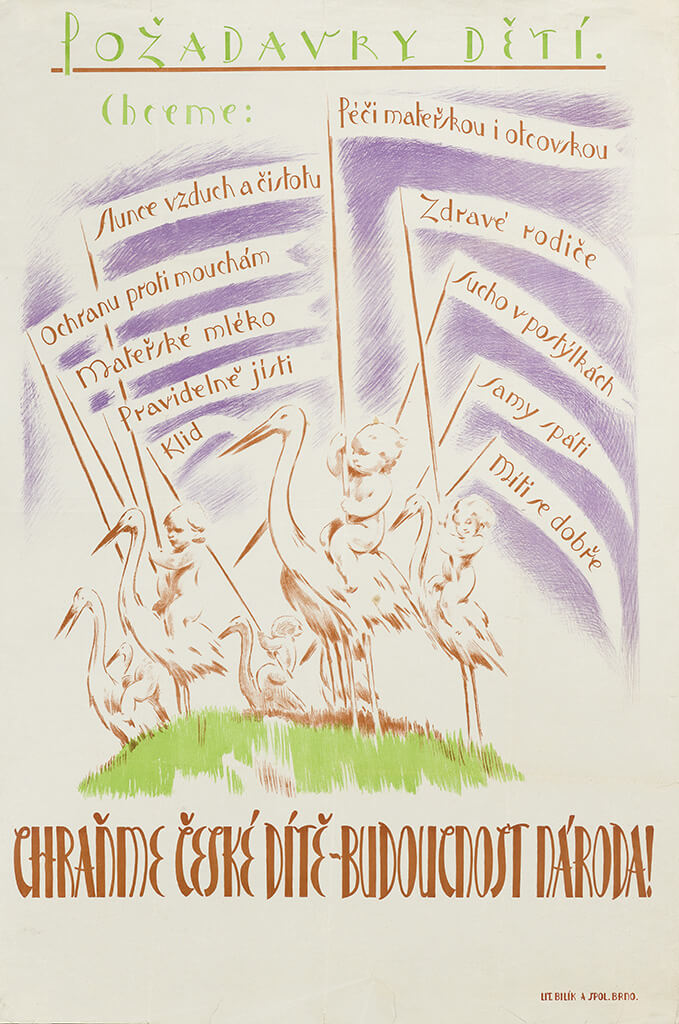 POŽADAVKY DĚTÍ.
Chceme:
Péči mateřskou i otcovskou
Slunce vzduch a čistotu
Zdravé rodiče
Ochranu proti mouchám
Sucho v postýlkách
Mateřské mléko
Samy spáti
Pravidelně jísti
Míti se dobře
Klid
CHRAŇME ČESKÉ DÍTĚ-BUDOUCNOST NÁRODA!
LIT. BILÍK A SPOL. BRNO.